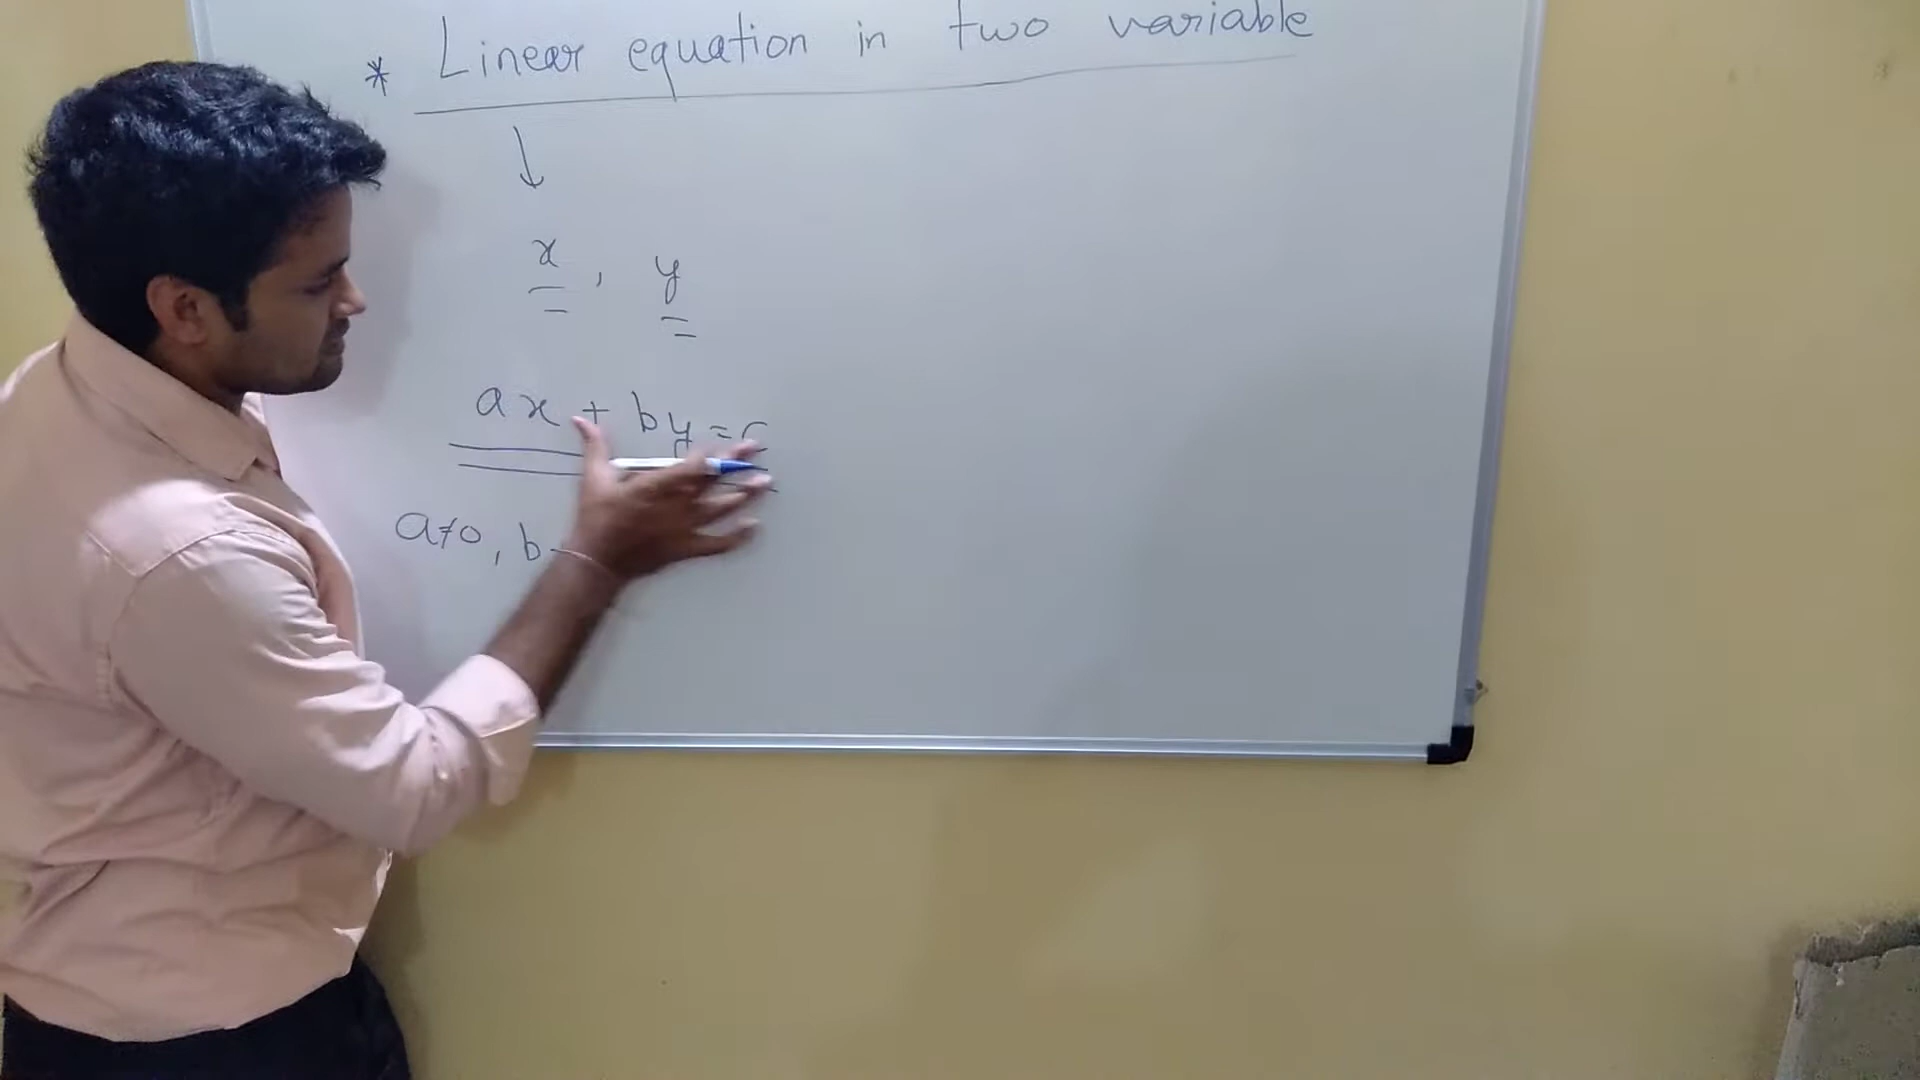 * Linear equation in two variable
↓
x , y
ax + by = c
a≠0, b